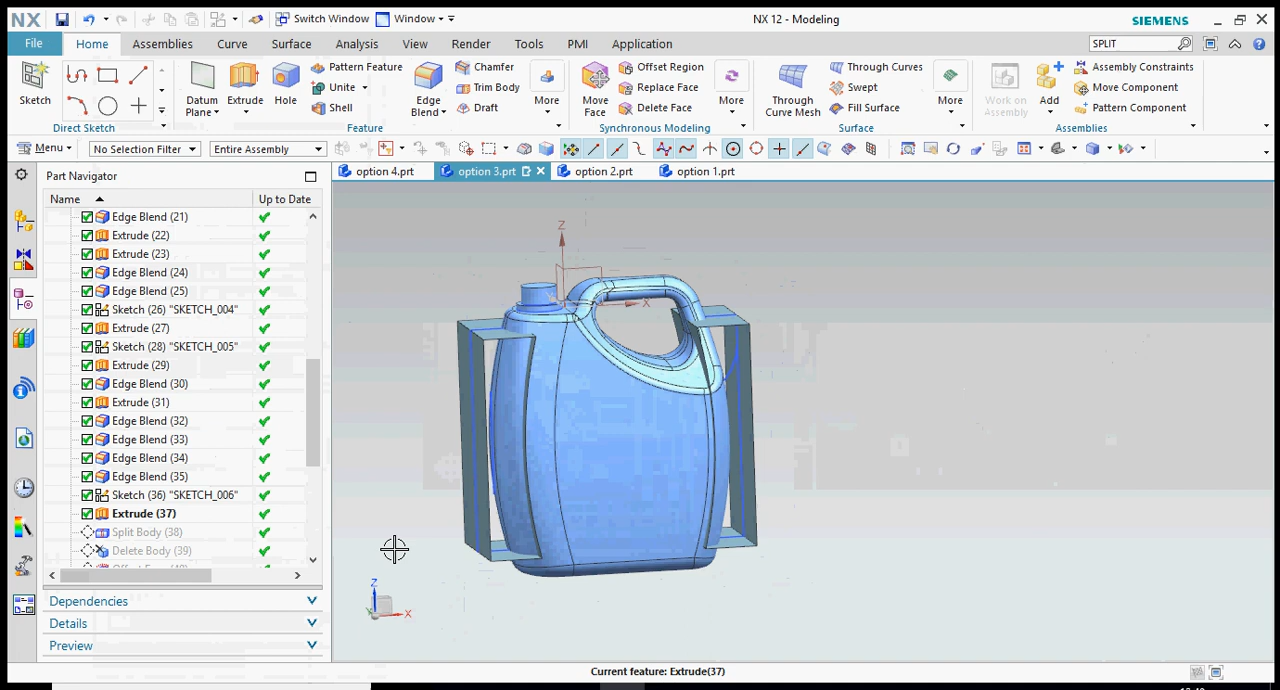 NX
Switch Window
Window
NX 12 - Modeling
SIEMENS
File
Home
Assemblies
Curve
Surface
Analysis
View
Render
Tools
PMI
Application
SPLIT
Sketch
Direct Sketch
Datum Plane
Extrude
Hole
Pattern Feature
Unite
Shell
Edge Blend
Chamfer
Trim Body
Draft
More
Feature
Move Face
Offset Region
Replace Face
Delete Face
More
Synchronous Modeling
Through Curve Mesh
Through Curves
Swept
Fill Surface
More
Surface
Work on Assembly
Add
Assembly Constraints
Move Component
Pattern Component
Assemblies
Menu
No Selection Filter
Entire Assembly
Part Navigator
option 4.prt
option 3.prt
option 2.prt
option 1.prt
Name
Up to Date
Edge Blend (21)
Extrude (22)
Extrude (23)
Edge Blend (24)
Edge Blend (25)
Sketch (26) "SKETCH_004"
Extrude (27)
Sketch (28) "SKETCH_005"
Extrude (29)
Edge Blend (30)
Extrude (31)
Edge Blend (32)
Edge Blend (33)
Edge Blend (34)
Edge Blend (35)
Sketch (36) "SKETCH_006"
Extrude (37)
Split Body (38)
Delete Body (39)
Dependencies
Details
Preview
Z
X
Z
X
Current feature: Extrude(37)